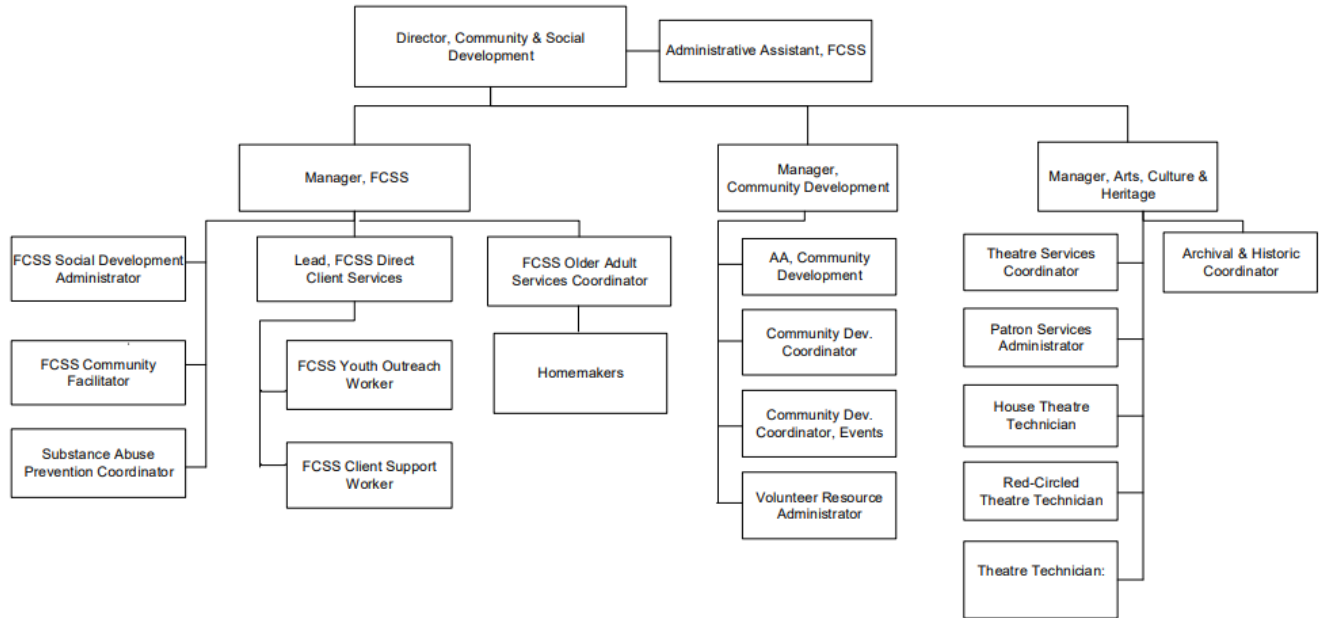 Director, Community & Social
Development
Administrative Assistant, FCSS
Manager, FCSS
Manager,
Community Development
Manager, Arts, Culture &
Heritage
FCSS Social Development
Administrator
Lead, FCSS Direct
Client Services
FCSS Older Adult
Services Coordinator
AA, Community
Development
Theatre Services
Coordinator
Archival & Historic
Coordinator
FCSS Community
Facilitator
FCSS Youth Outreach
Worker
Homemakers
Community Dev.
Coordinator
Patron Services
Administrator
Substance Abuse
Prevention Coordinator
FCSS Client Support
Worker
Community Dev.
Coordinator, Events
House Theatre
Technician
Volunteer Resource
Administrator
Red-Circled
Theatre Technician
Theatre Technician: